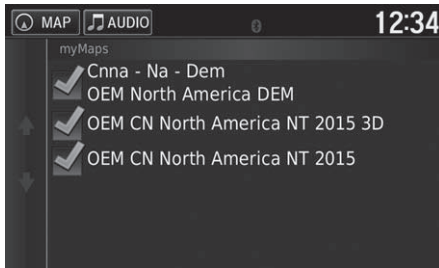 MAP AUDIO 12:34
myMaps
Cnna - Na - Dem
OEM North America DEM
OEM CN North America NT 2015 3D
OEM CN North America NT 2015